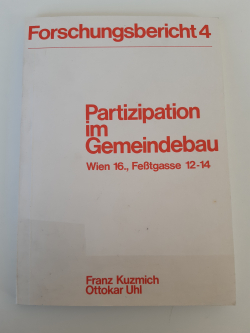 Forschungsbericht 4
Partizipation
im
Gemeindebau
Wien 16., Feßtgasse 12-14
Franz Kuzmich
Ottokar Uhl